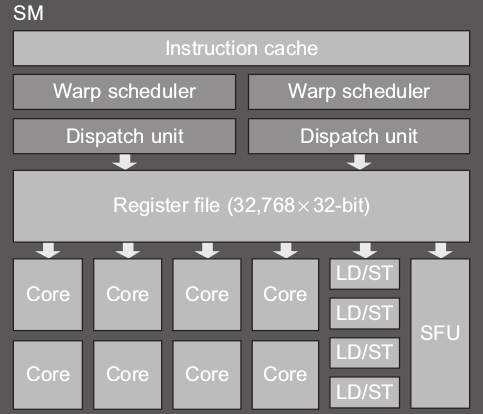 SM
Instruction cache
Warp scheduler Warp scheduler
Dispatch unit Dispatch unit
Register file (32,768×32-bit)
Core Core Core Core LD/ST
LD/ST
SFU
LD/ST
Core Core Core Core LD/ST